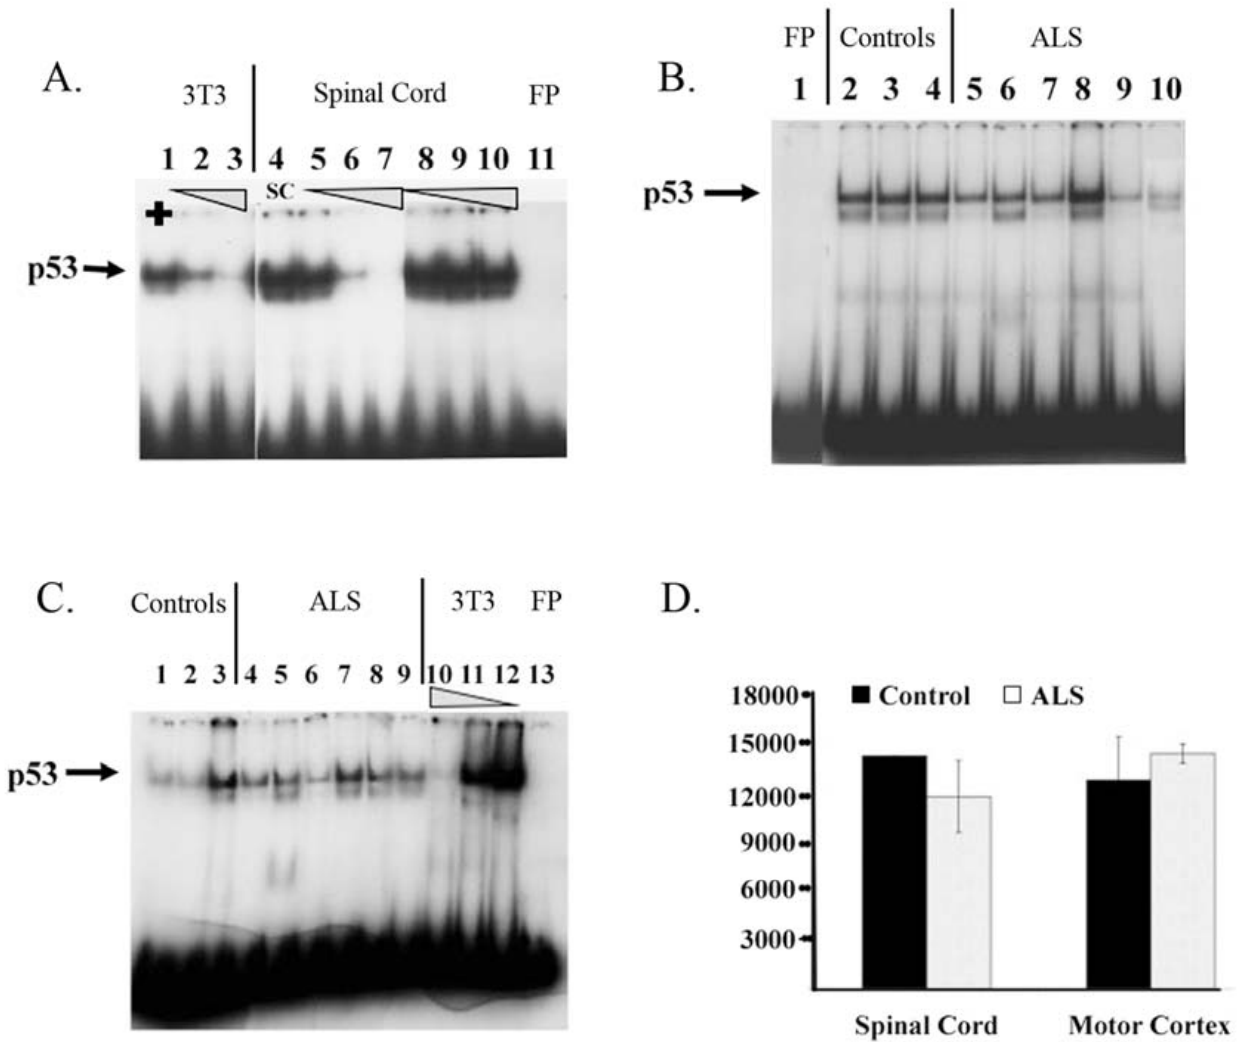 A.
3T3 Spinal Cord FP
1 2 3 4 5 6 7 8 9 10 11
SC
p53
B.
FP Controls ALS
1 2 3 4 5 6 7 8 9 10
p53
C.
Controls ALS 3T3 FP
1 2 3 4 5 6 7 8 9 10 11 12 13
p53
D.
Control ALS
18000
15000
12000
9000
6000
3000
Spinal Cord Motor Cortex